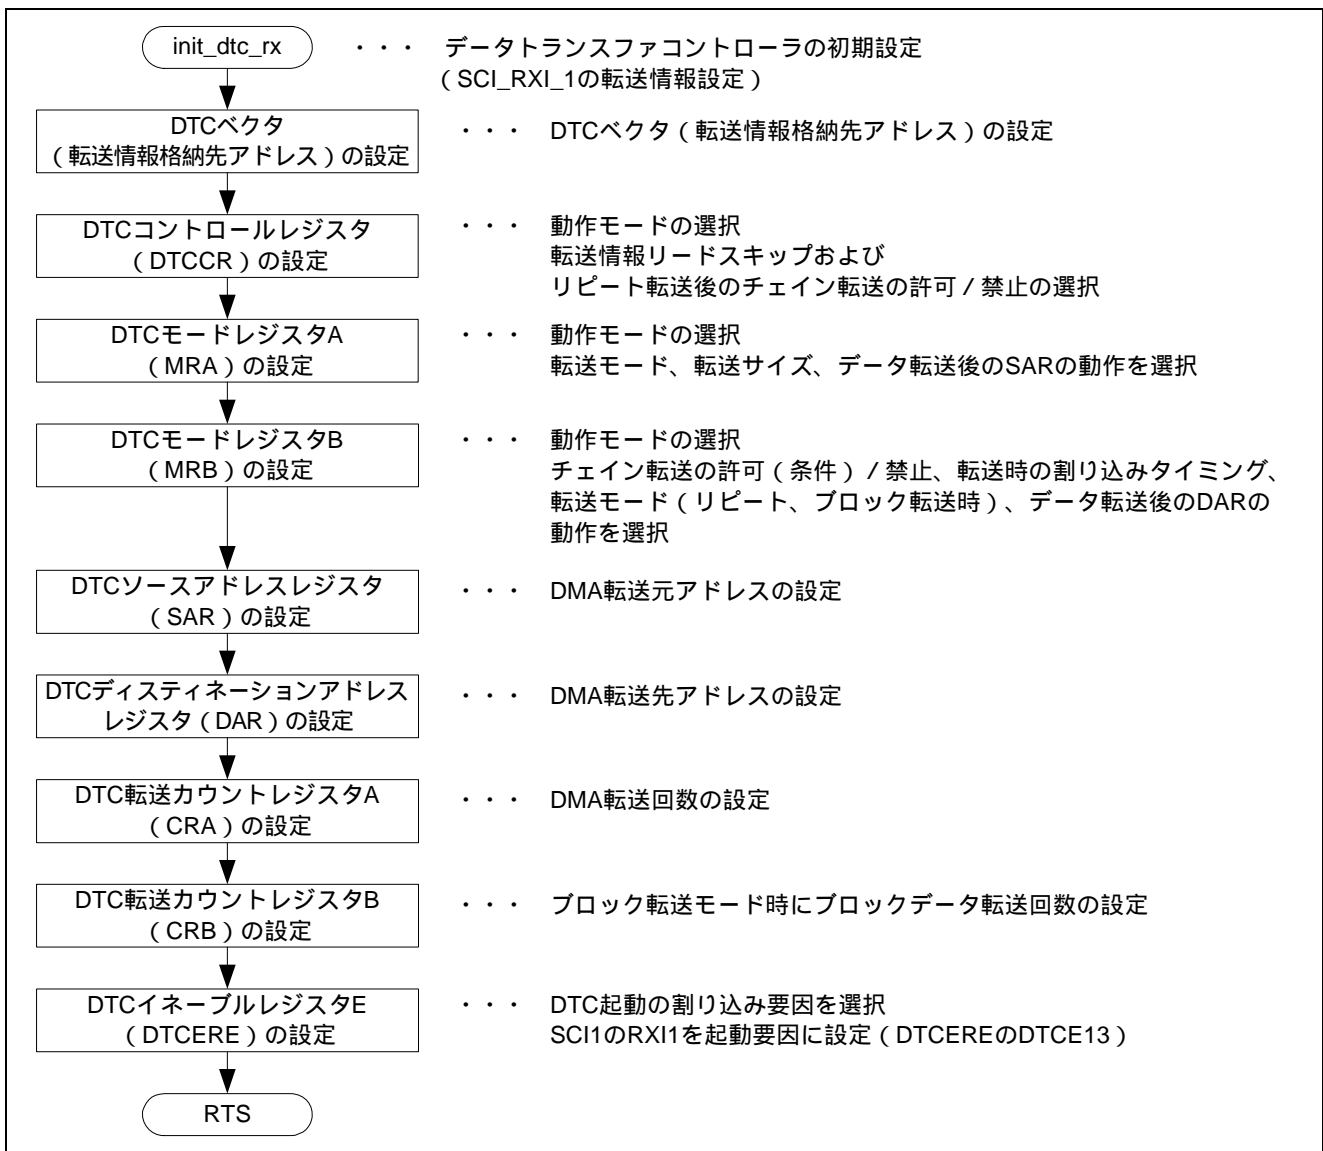 init_dtc_rx ・・・ データトランスファコントローラの初期設定
（SCI_RXI_1の転送情報設定）
DTCベクタ
（転送情報格納先アドレス）の設定
・・・ DTCベクタ（転送情報格納先アドレス）の設定
DTCコントロールレジスタ
（DTCCR）の設定
・・・ 動作モードの選択
転送情報リードスキップおよび
リピート転送後のチェイン転送の許可／禁止の選択
DTCモードレジスタA
（MRA）の設定
・・・ 動作モードの選択
転送モード、転送サイズ、データ転送後のSARの動作を選択
DTCモードレジスタB
（MRB）の設定
・・・ 動作モードの選択
チェイン転送の許可（条件）／禁止、転送時の割り込みタイミング、
転送モード（リピート、ブロック転送時）、データ転送後のDARの
動作を選択
DTCソースアドレスレジスタ
（SAR）の設定
・・・ DMA転送元アドレスの設定
DTCディスティネーションアドレス
レジスタ（DAR）の設定
・・・ DMA転送先アドレスの設定
DTC転送カウントレジスタA
（CRA）の設定
・・・ DMA転送回数の設定
DTC転送カウントレジスタB
（CRB）の設定
・・・ ブロック転送モード時にブロックデータ転送回数の設定
DTCイネーブルレジスタE
（DTCERE）の設定
・・・ DTC起動の割り込み要因を選択
SCI1のRXI1を起動要因に設定（DTCEREのDTCE13）
RTS